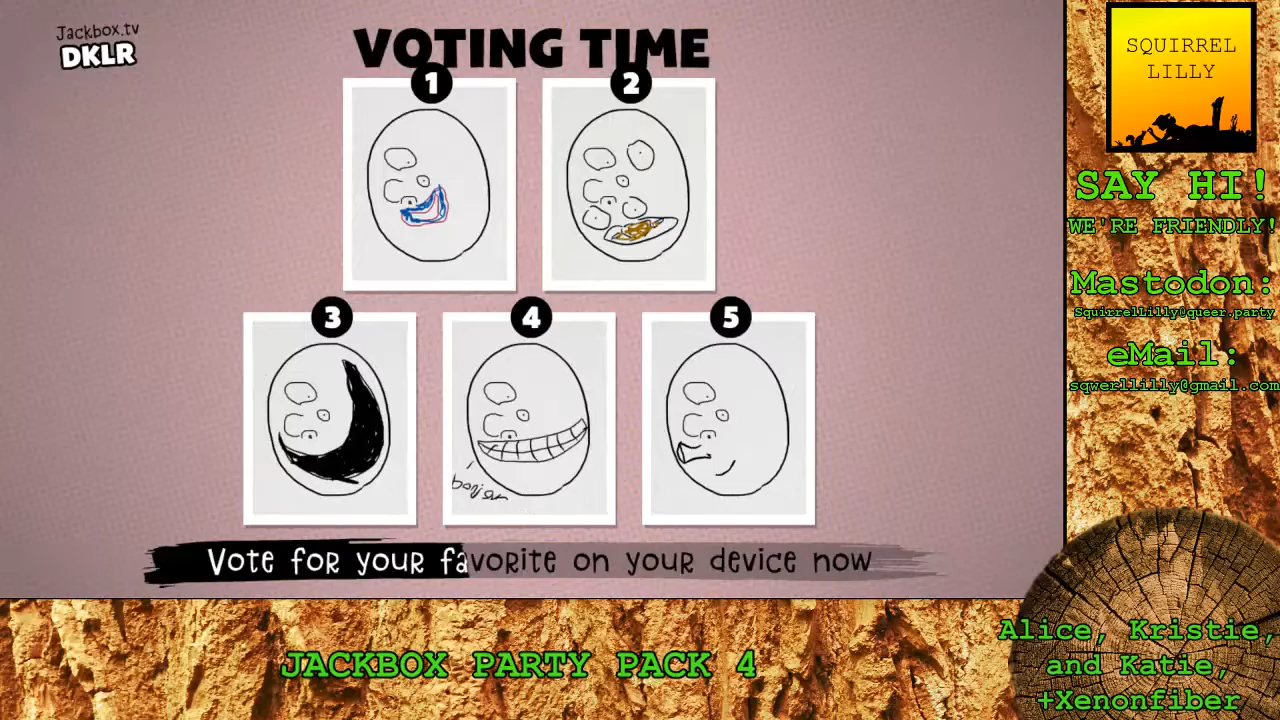 Jackbox.tv
DKLR
VOTING TIME
1
2
3
4
5
bonjour
Vote for your favorite on your device now
SQUIRREL
LILLY
SAY HI!
WE'RE FRIENDLY!
Mastodon:
SquirrelLilly@queer.party
eMail:
sqwerllilly@gmail.com
JACKBOX PARTY PACK 4
Alice, Kristie,
and Katie,
+Xenonfiber